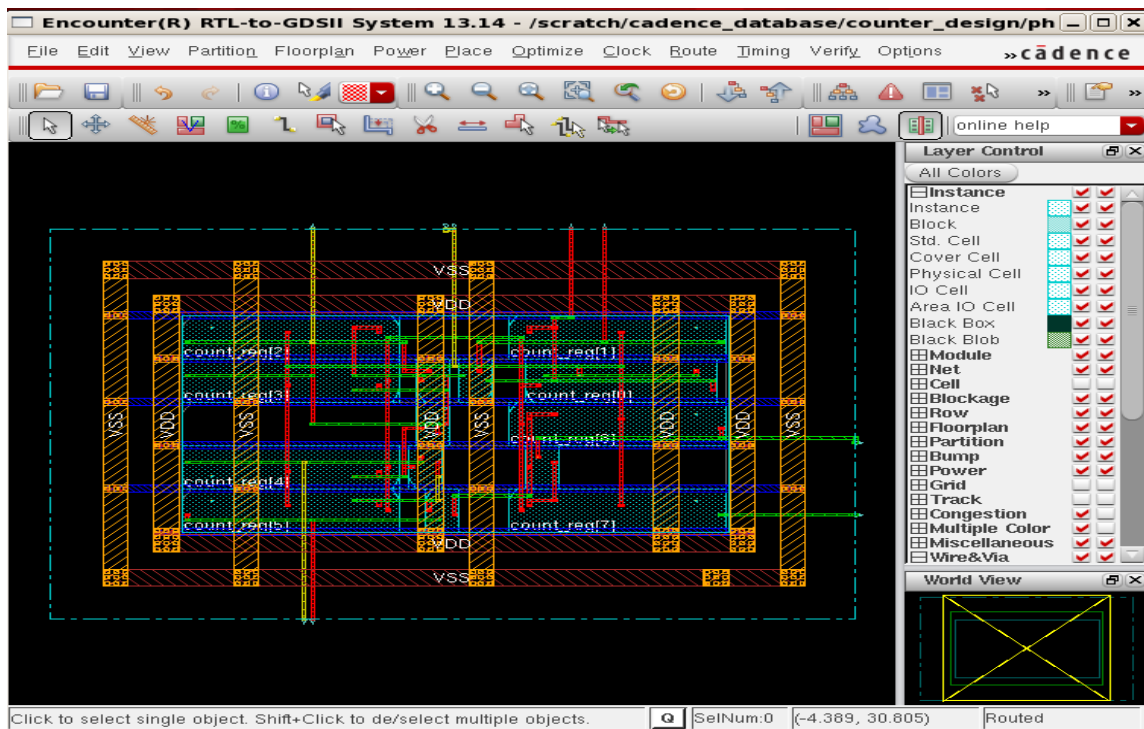 Encounter(R) RTL-to-GDSII System 13.14 - /scratch/cadence_database/counter_design/ph
File Edit View Partition Floorplan Power Place Optimize Clock Route Timing Verify Options »cādence
» »
% online help
Layer Control
All Colors
Instance
Instance
Block
Std. Cell
Cover Cell
Physical Cell
IO Cell
Area IO Cell
Black Box
Black Blob
Module
Net
Cell
Blockage
Row
Floorplan
Partition
Bump
Power
Grid
Track
Congestion
Multiple Color
Miscellaneous
Wire&Via
VSS
VDD
count_reg[2] count_reg[1]
count_reg[3] count_reg[0]
VSS VDD VSS VDD VSS VDD VSS
count_reg[6]
count_reg[4]
count_reg[5] count_reg[7]
VDD
VSS
World View
Click to select single object. Shift+Click to de/select multiple objects. Q SelNum:0 (-4.389, 30.805) Routed